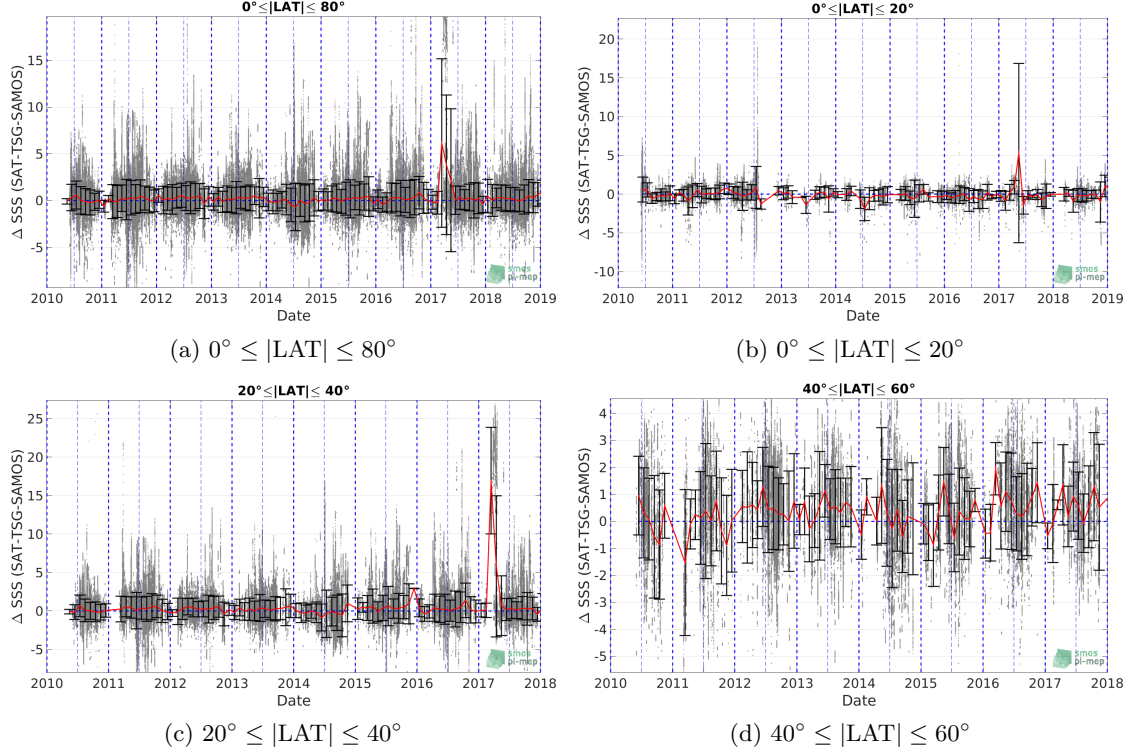 0°≤|LAT|≤ 80°
Δ SSS (SAT-TSG-SAMOS)
15
10
5
0
-5
smos
pi-mep
2010 2011 2012 2013 2014 2015 2016 2017 2018 2019
Date
(a) 0° ≤ |LAT| ≤ 80°
0°≤|LAT|≤ 20°
Δ SSS (SAT-TSG-SAMOS)
20
15
10
5
0
-5
-10
smos
pi-mep
2010 2011 2012 2013 2014 2015 2016 2017 2018 2019
Date
(b) 0° ≤ |LAT| ≤ 20°
20°≤|LAT|≤ 40°
Δ SSS (SAT-TSG-SAMOS)
25
20
15
10
5
0
-5
smos
pi-mep
2010 2011 2012 2013 2014 2015 2016 2017 2018
Date
(c) 20° ≤ |LAT| ≤ 40°
40°≤|LAT|≤ 60°
Δ SSS (SAT-TSG-SAMOS)
4
3
2
1
0
-1
-2
-3
-4
-5
smos
pi-mep
2010 2011 2012 2013 2014 2015 2016 2017 2018
Date
(d) 40° ≤ |LAT| ≤ 60°